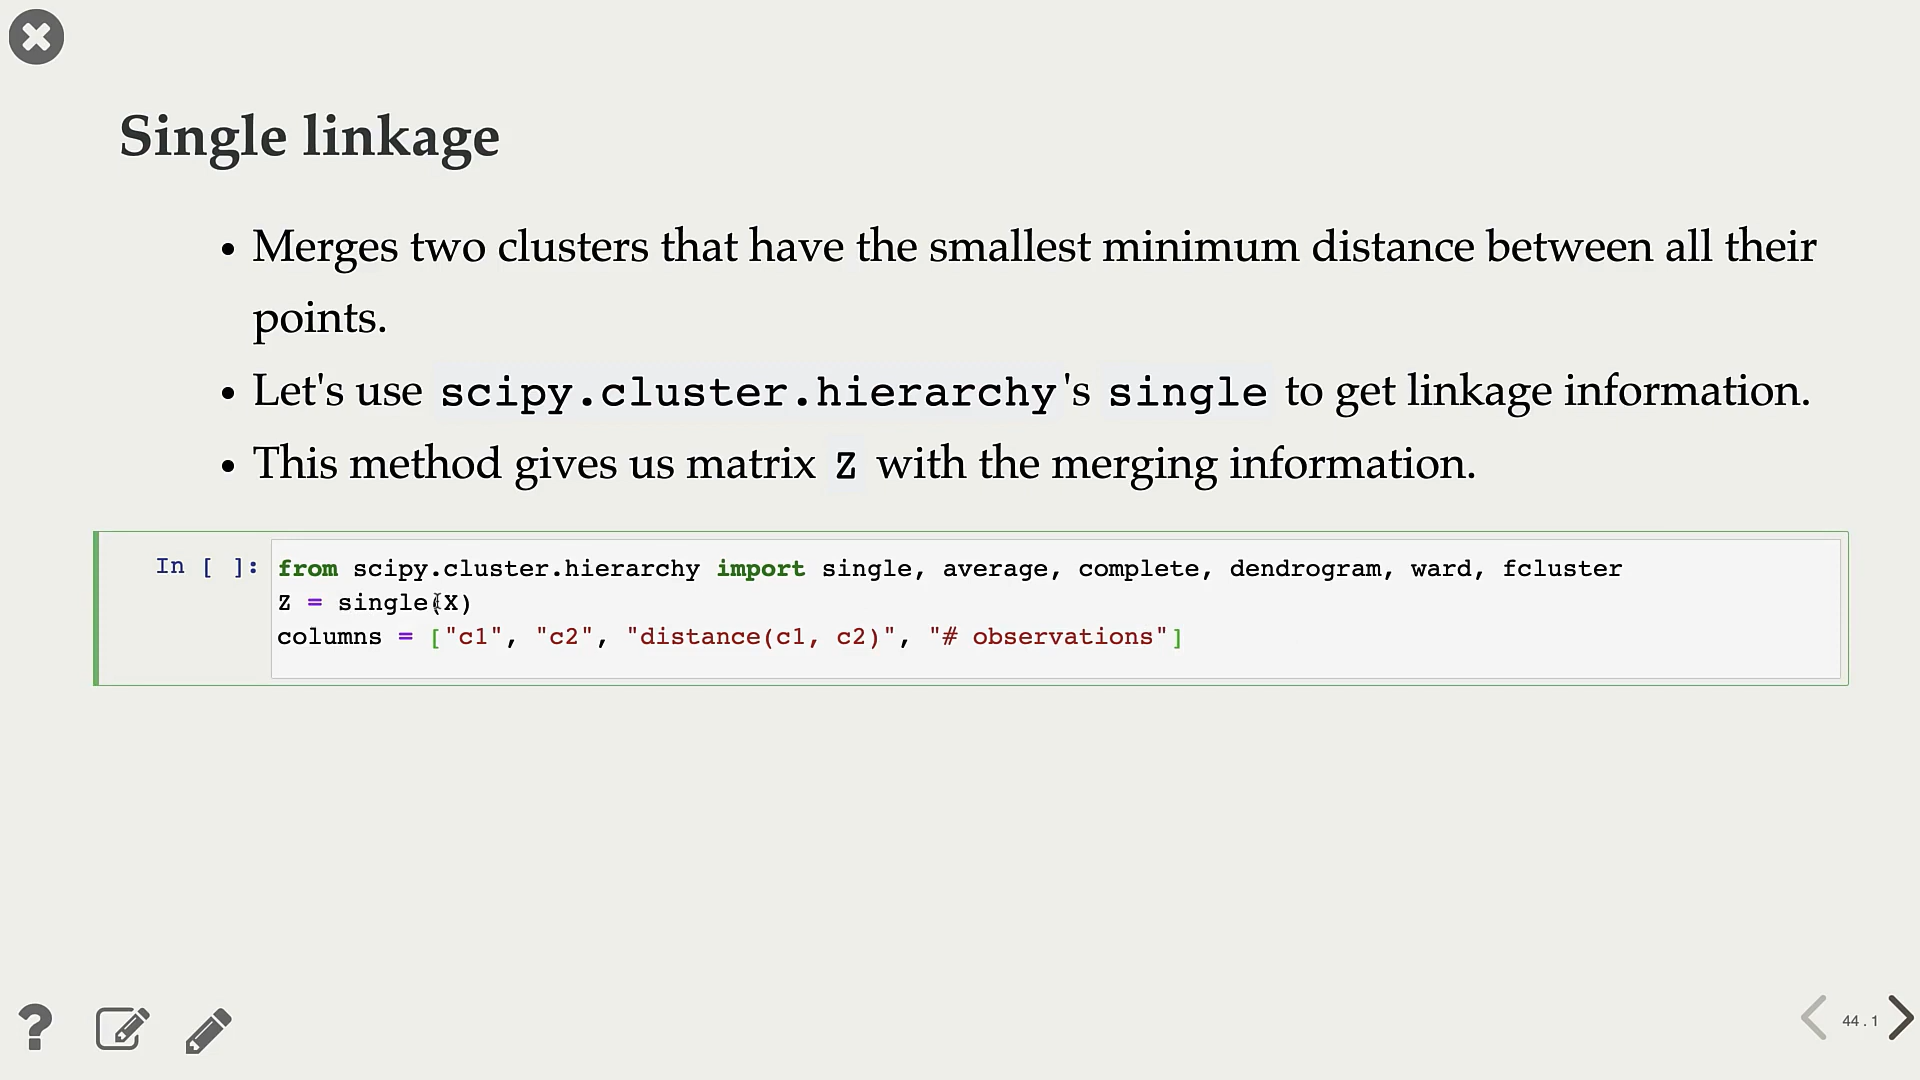 Single linkage
• Merges two clusters that have the smallest minimum distance between all their
points.
• Let's use scipy.cluster.hierarchy's single to get linkage information.
• This method gives us matrix Z with the merging information.
In [ ]: from scipy.cluster.hierarchy import single, average, complete, dendrogram, ward, fcluster
Z = single(X)
columns = ["c1", "c2", "distance(c1, c2)", "# observations"]
44.1